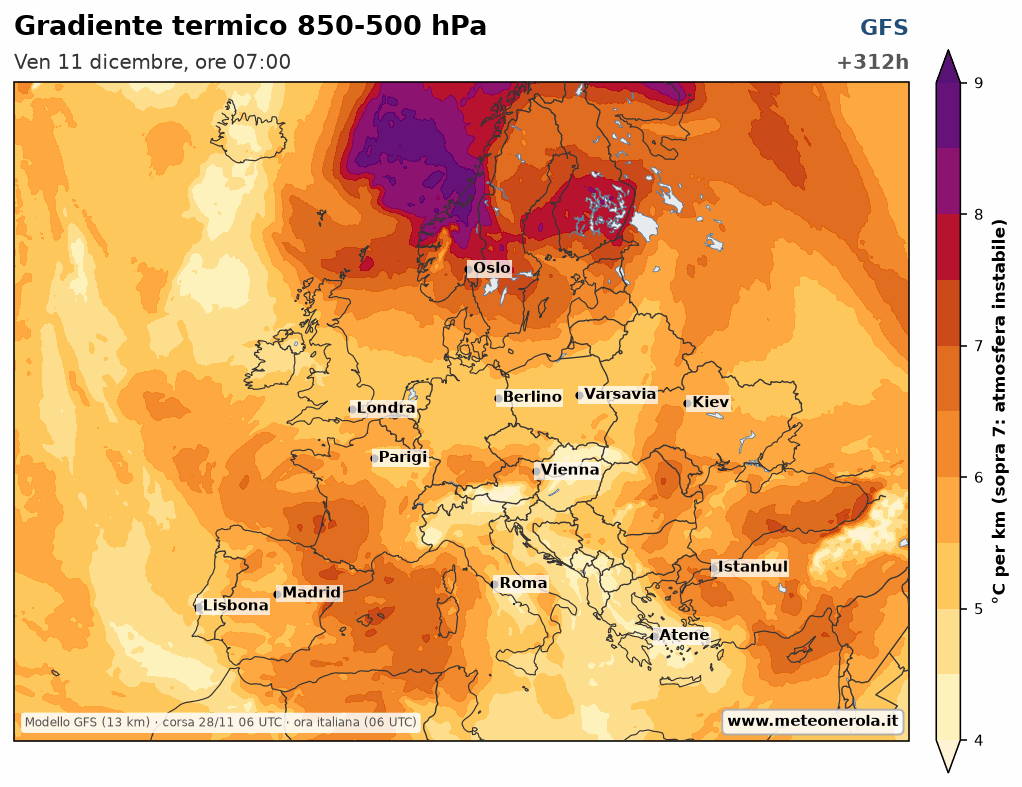 Gradiente termico 850-500 hPa
GFS
Ven 11 dicembre, ore 07:00
+312h
Oslo
Londra
Berlino
Varsavia
Kiev
Parigi
Vienna
Istanbul
Madrid
Roma
Lisbona
Atene
Modello GFS (13 km) · corsa 28/11 06 UTC · ora italiana (06 UTC)
www.meteonerola.it
9
8
7
6
5
4
°C per km (sopra 7: atmosfera instabile)